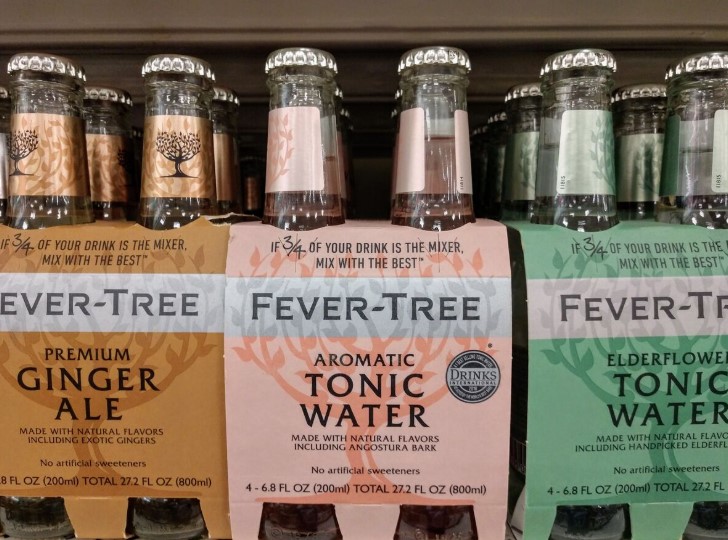 IF 3/4 OF YOUR DRINK IS THE MIXER,
MIX WITH THE BEST™
EVER-TREE
PREMIUM
GINGER
ALE
MADE WITH NATURAL FLAVORS
INCLUDING EXOTIC GINGERS
No artificial sweeteners
.8 FL OZ (200ml) TOTAL 27.2 FL OZ (800ml)
IF 3/4 OF YOUR DRINK IS THE MIXER,
MIX WITH THE BEST™
FEVER-TREE
AROMATIC
TONIC
WATER
DRINKS
INTERNATIONAL
MADE WITH NATURAL FLAVORS
INCLUDING ANGOSTURA BARK
No artificial sweeteners
4 - 6.8 FL OZ (200ml) TOTAL 27.2 FL OZ (800ml)
IF 3/4 OF YOUR DRINK IS THE
MIX WITH THE BEST™
FEVER-TR
ELDERFLOWE
TONIC
WATER
MADE WITH NATURAL FLAV
INCLUDING HANDPICKED ELDERFL
No artificial sweeteners
4 - 6.8 FL OZ (200ml) TOTAL 27.2 FL